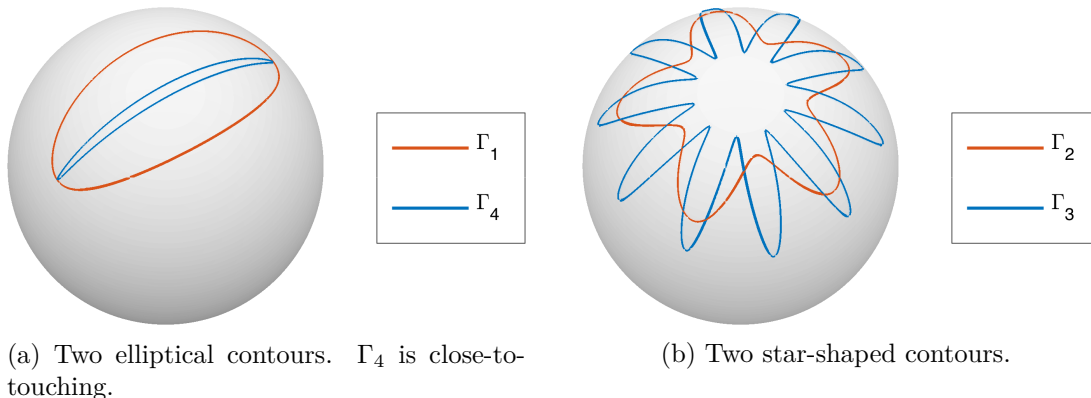 Γ1
Γ4
Γ2
Γ3
(a) Two elliptical contours. Γ4 is close-to-
touching.
(b) Two star-shaped contours.